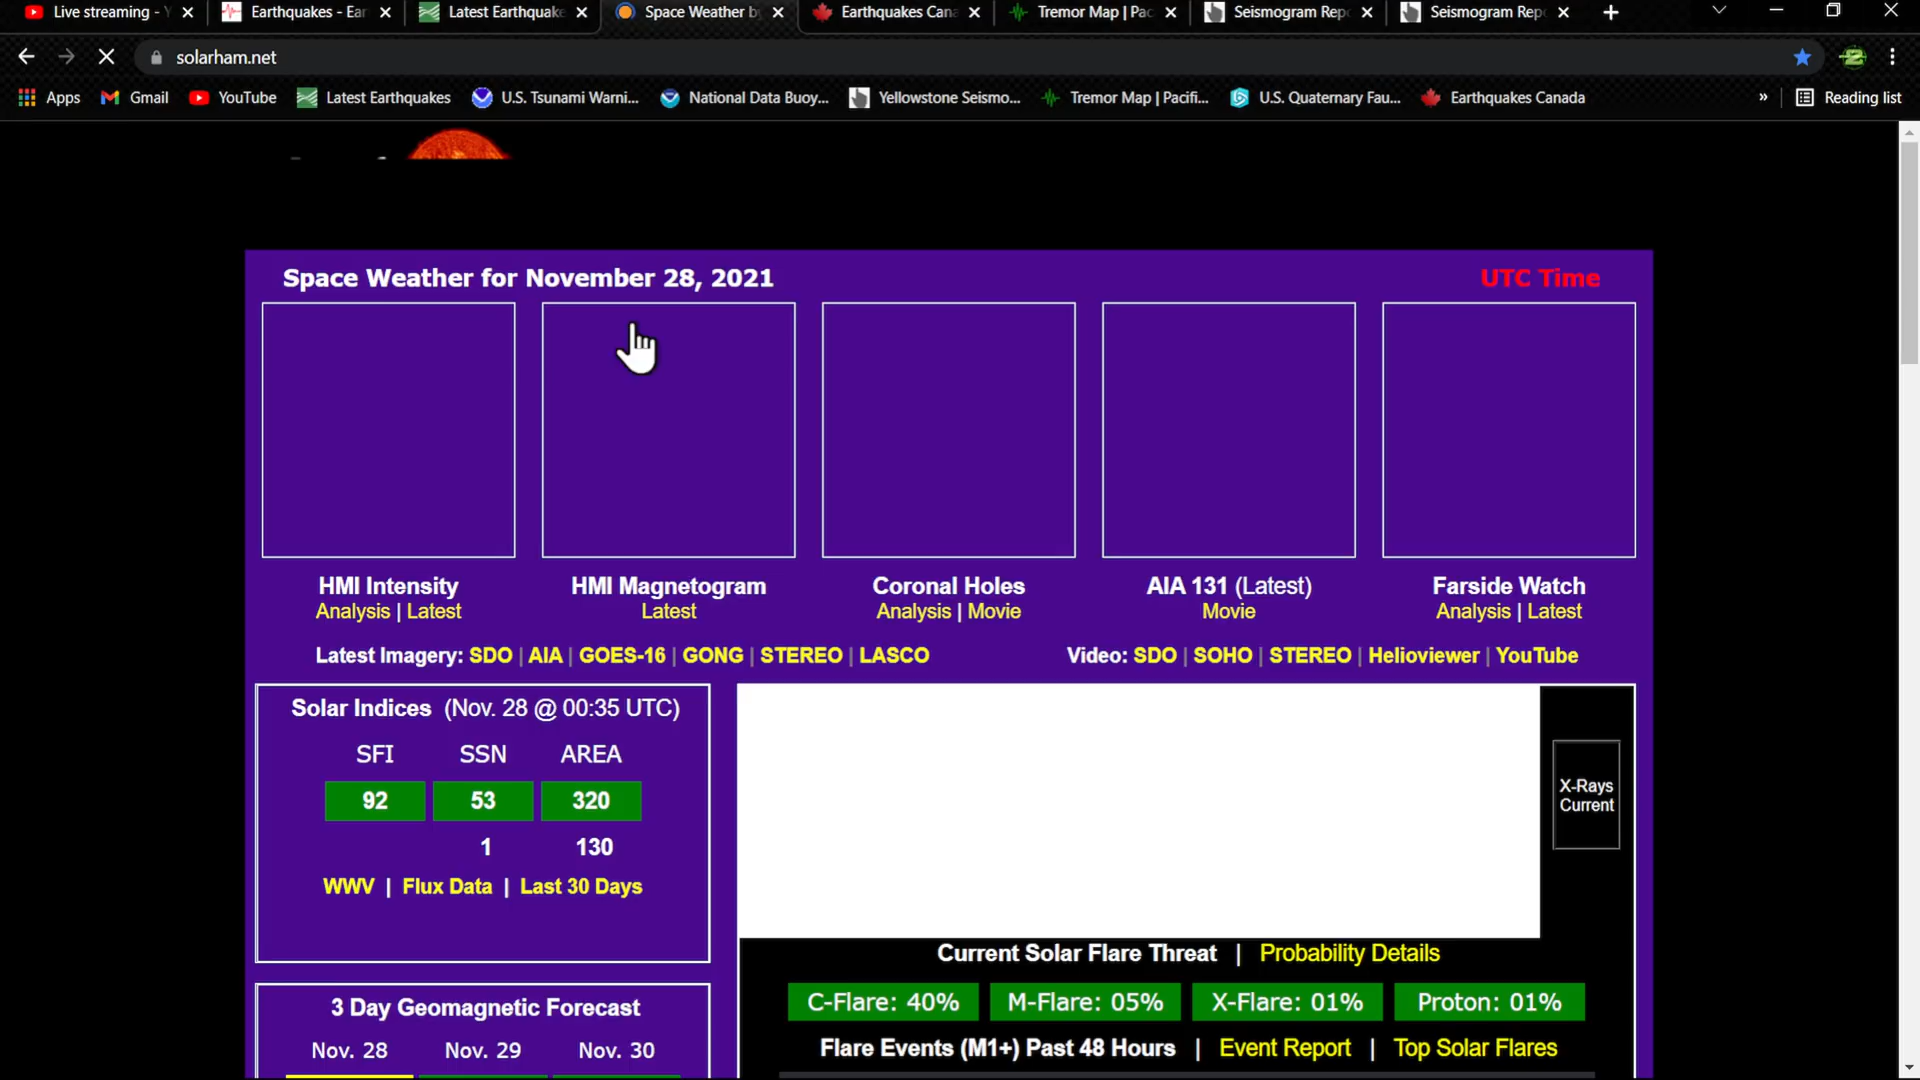 Live streaming - Y
Earthquakes - Ear
Latest Earthquake
Space Weather b
Earthquakes Cana
Tremor Map | Pac
Seismogram Rep
Seismogram Rep
solarham.net
Apps
Gmail
YouTube
Latest Earthquakes
U.S. Tsunami Warni...
National Data Buoy...
Yellowstone Seismo...
Tremor Map | Pacifi...
U.S. Quaternary Fau...
Earthquakes Canada
»
Reading list
Space Weather for November 28, 2021
UTC Time
HMI Intensity
Analysis | Latest
HMI Magnetogram
Latest
Coronal Holes
Analysis | Movie
AIA 131 (Latest)
Movie
Farside Watch
Analysis | Latest
Latest Imagery: SDO | AIA | GOES-16 | GONG | STEREO | LASCO
Video: SDO | SOHO | STEREO | Helioviewer | YouTube
Solar Indices (Nov. 28 @ 00:35 UTC)
SFI SSN AREA
92 53 320
1 130
WWV | Flux Data | Last 30 Days
X-Rays
Current
Current Solar Flare Threat | Probability Details
C-Flare: 40% M-Flare: 05% X-Flare: 01% Proton: 01%
Flare Events (M1+) Past 48 Hours | Event Report | Top Solar Flares
3 Day Geomagnetic Forecast
Nov. 28 Nov. 29 Nov. 30